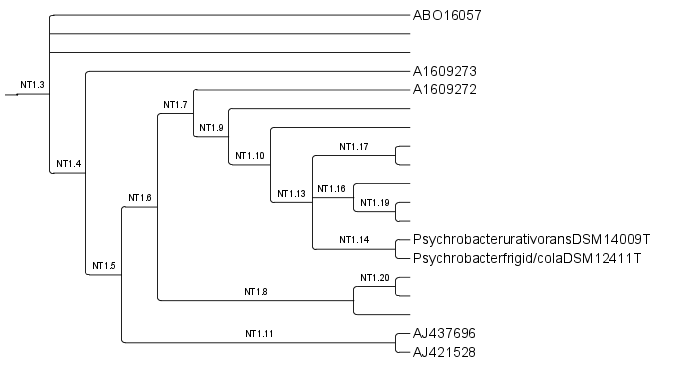 ABO16057
NT1.3
A1609273
A1609272
NT1.7
NT1.9
NT1.17
NT1.10
NT1.4
NT1.16
NT1.13
NT1.6
NT1.19
PsychrobacterurativoransDSM14009T
NT1.14
Psychrobacterfrigid/colaDSM12411T
NT1.5
NT1.20
NT1.8
AJ437696
NT1.11
AJ421528